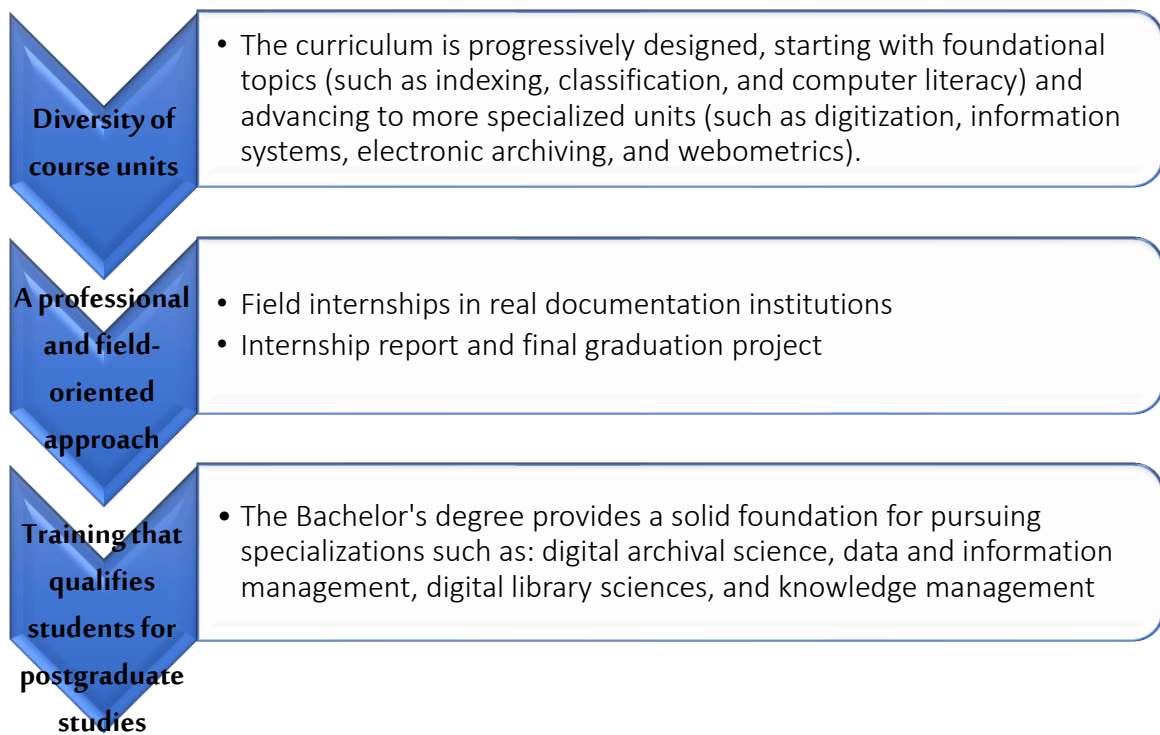 Diversity of
course units
• The curriculum is progressively designed, starting with foundational
topics (such as indexing, classification, and computer literacy) and
advancing to more specialized units (such as digitization, information
systems, electronic archiving, and webometrics).
A professional
and field-
oriented
approach
• Field internships in real documentation institutions
• Internship report and final graduation project
Training that
qualifies
students for
postgraduate
studies
• The Bachelor's degree provides a solid foundation for pursuing
specializations such as: digital archival science, data and information
management, digital library sciences, and knowledge management